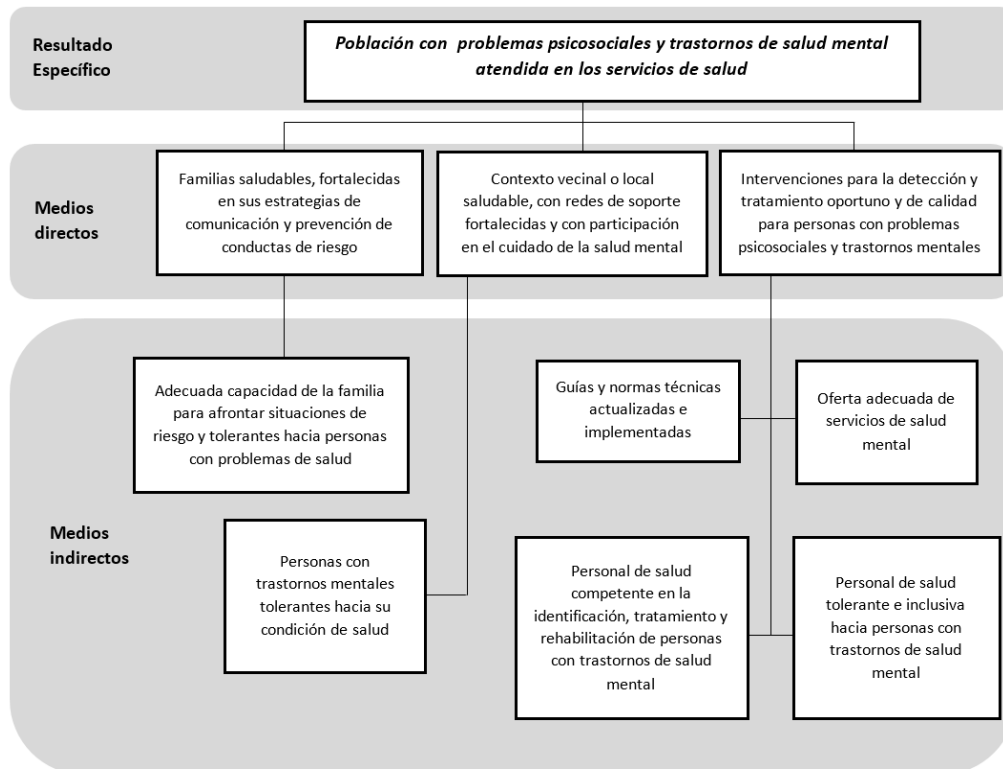 Resultado
Específico
Población con problemas psicosociales y trastornos de salud mental
atendida en los servicios de salud
Medios
directos
Familias saludables, fortalecidas
en sus estrategias de
comunicación y prevención de
conductas de riesgo
Contexto vecinal o local
saludable, con redes de soporte
fortalecidas y con participación
en el cuidado de la salud mental
Intervenciones para la detección y
tratamiento oportuno y de calidad
para personas con problemas
psicosociales y trastornos mentales
Medios
indirectos
Adecuada capacidad de la familia
para afrontar situaciones de
riesgo y tolerantes hacia personas
con problemas de salud
Guías y normas técnicas
actualizadas e
implementadas
Oferta adecuada de
servicios de salud
mental
Personas con
trastornos mentales
tolerantes hacia su
condición de salud
Personal de salud
competente en la
identificación, tratamiento y
rehabilitación de personas
con trastornos de salud
mental
Personal de salud
tolerante e inclusiva
hacia personas con
trastornos de salud
mental